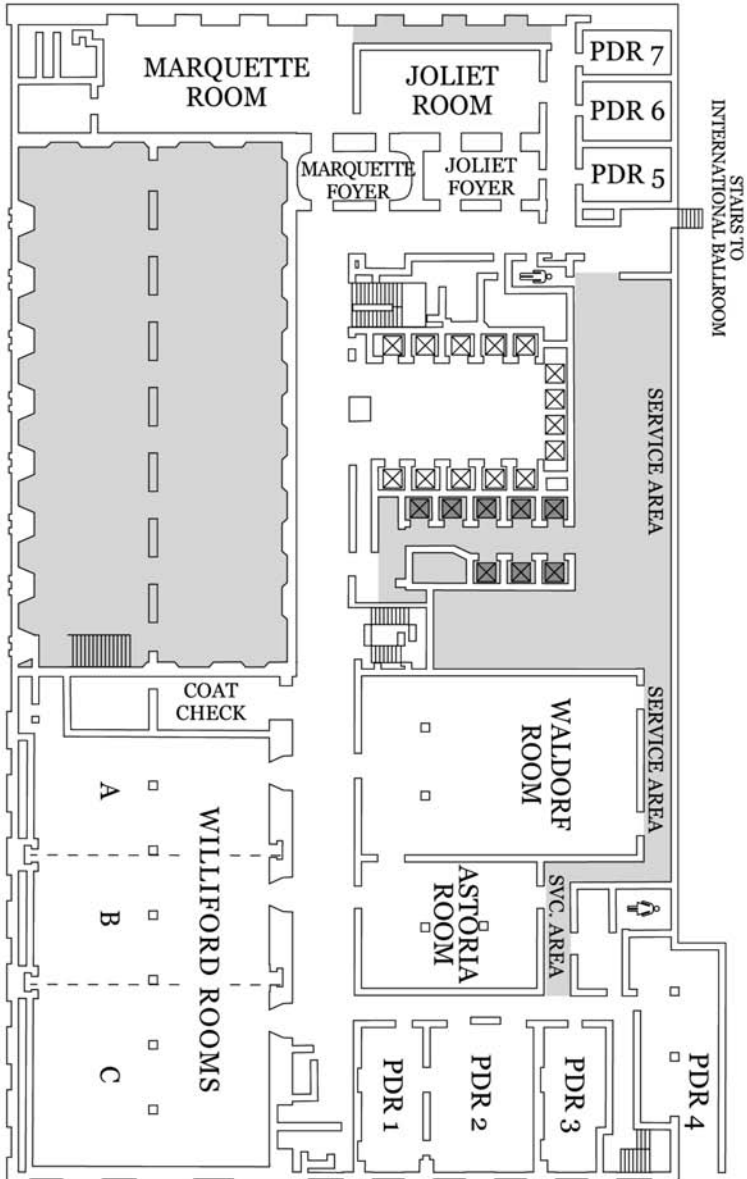 MARQUETTE
ROOM
JOLIET
ROOM
PDR 7
PDR 6
PDR 5
MARQUETTE
FOYER
JOLIET
FOYER
STAIRS TO
INTERNATIONAL BALLROOM
SERVICE AREA
COAT
CHECK
WALDORF
ROOM
SERVICE AREA
WILLIFORD ROOMS
A
B
C
ASTORIA
ROOM
SVC. AREA
PDR 1
PDR 2
PDR 3
PDR 4